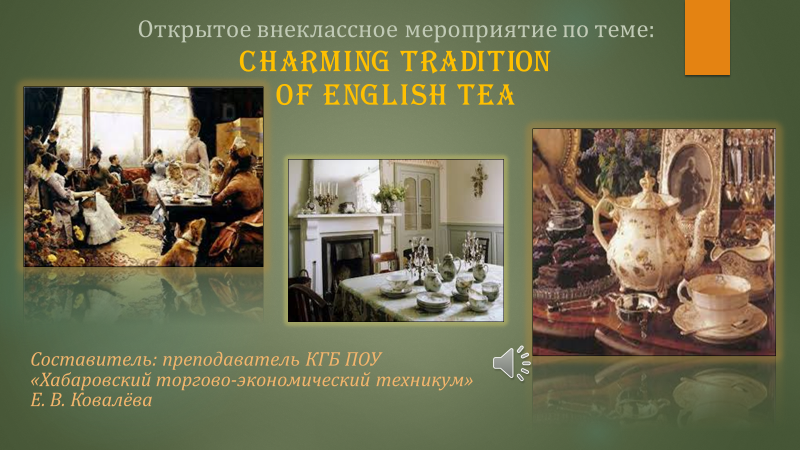 Открытое внеклассное мероприятие по теме:
CHARMING TRADITION
OF ENGLISH TEA
Составитель: преподаватель КГБ ПОУ
«Хабаровский торгово-экономический техникум»
Е. В. Ковалёва